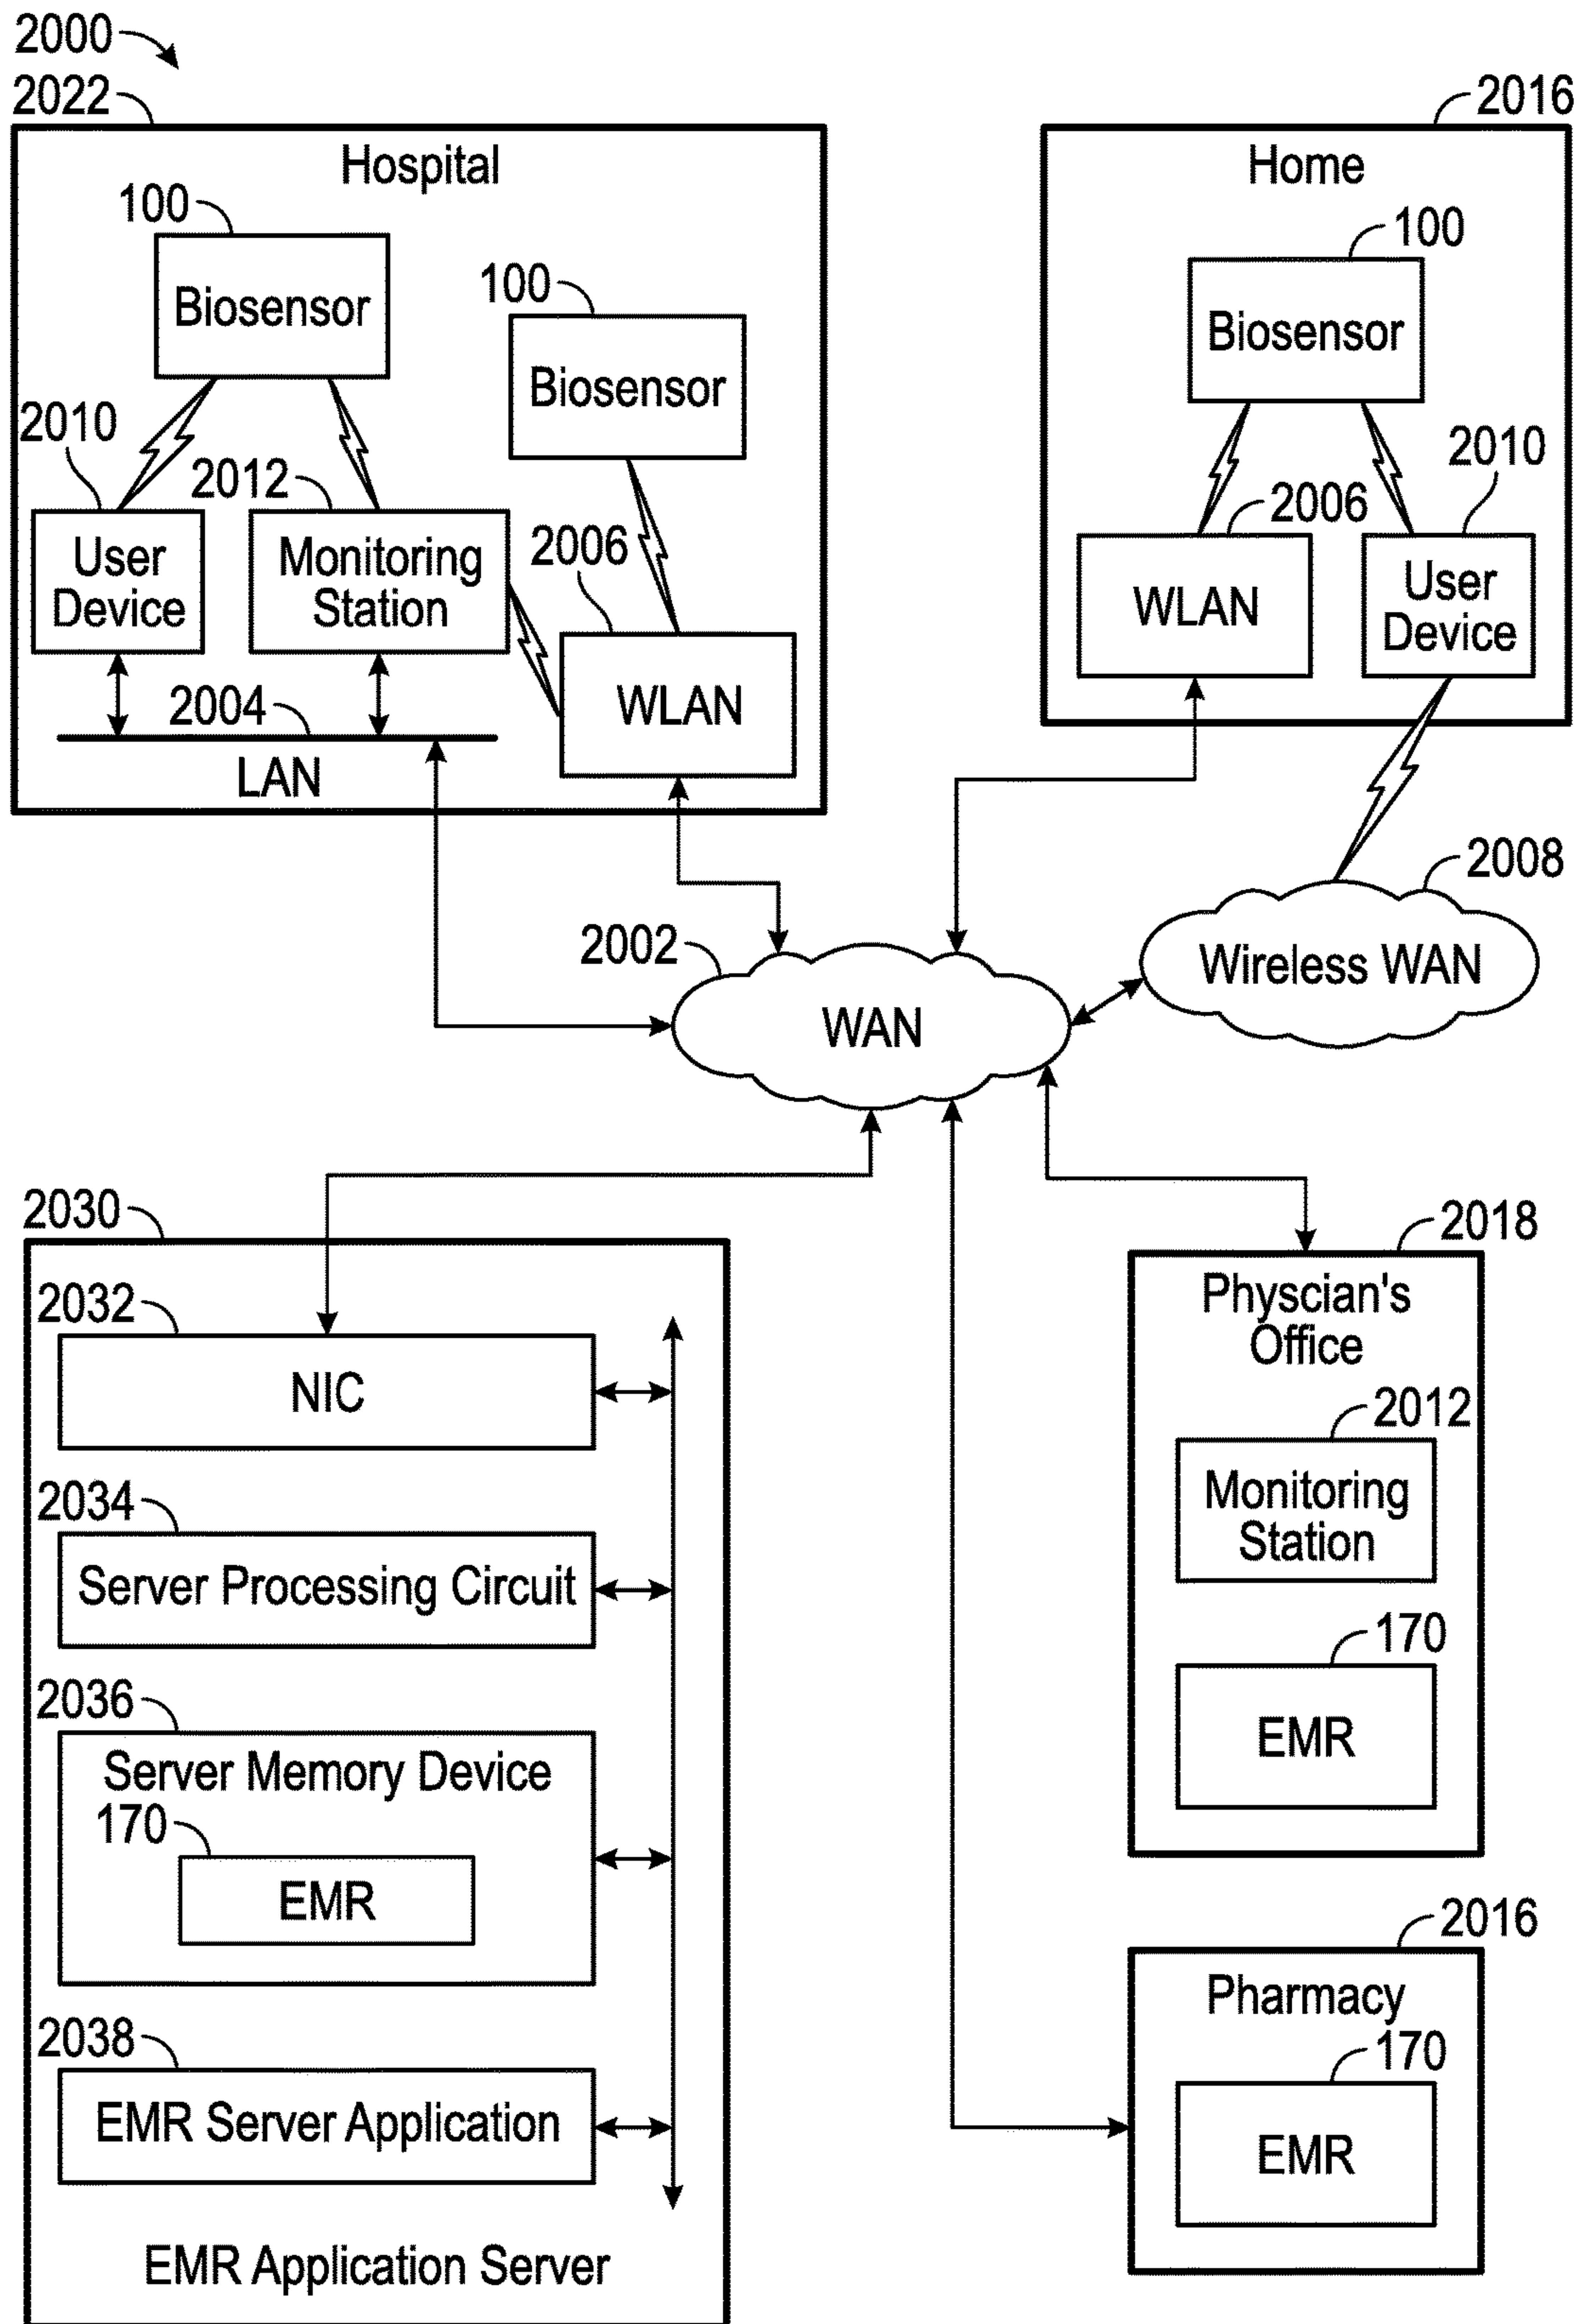 2000
2022
Hospital
100
Biosensor
100
Biosensor
2010
User
Device
2012
Monitoring
Station
2006
WLAN
2004
LAN
2016
Home
100
Biosensor
2006
WLAN
2010
User
Device
2008
Wireless WAN
2002
WAN
2030
2032
NIC
2034
Server Processing Circuit
2036
Server Memory Device
170
EMR
2038
EMR Server Application
EMR Application Server
2018
Physcian's
Office
2012
Monitoring
Station
170
EMR
2016
Pharmacy
170
EMR